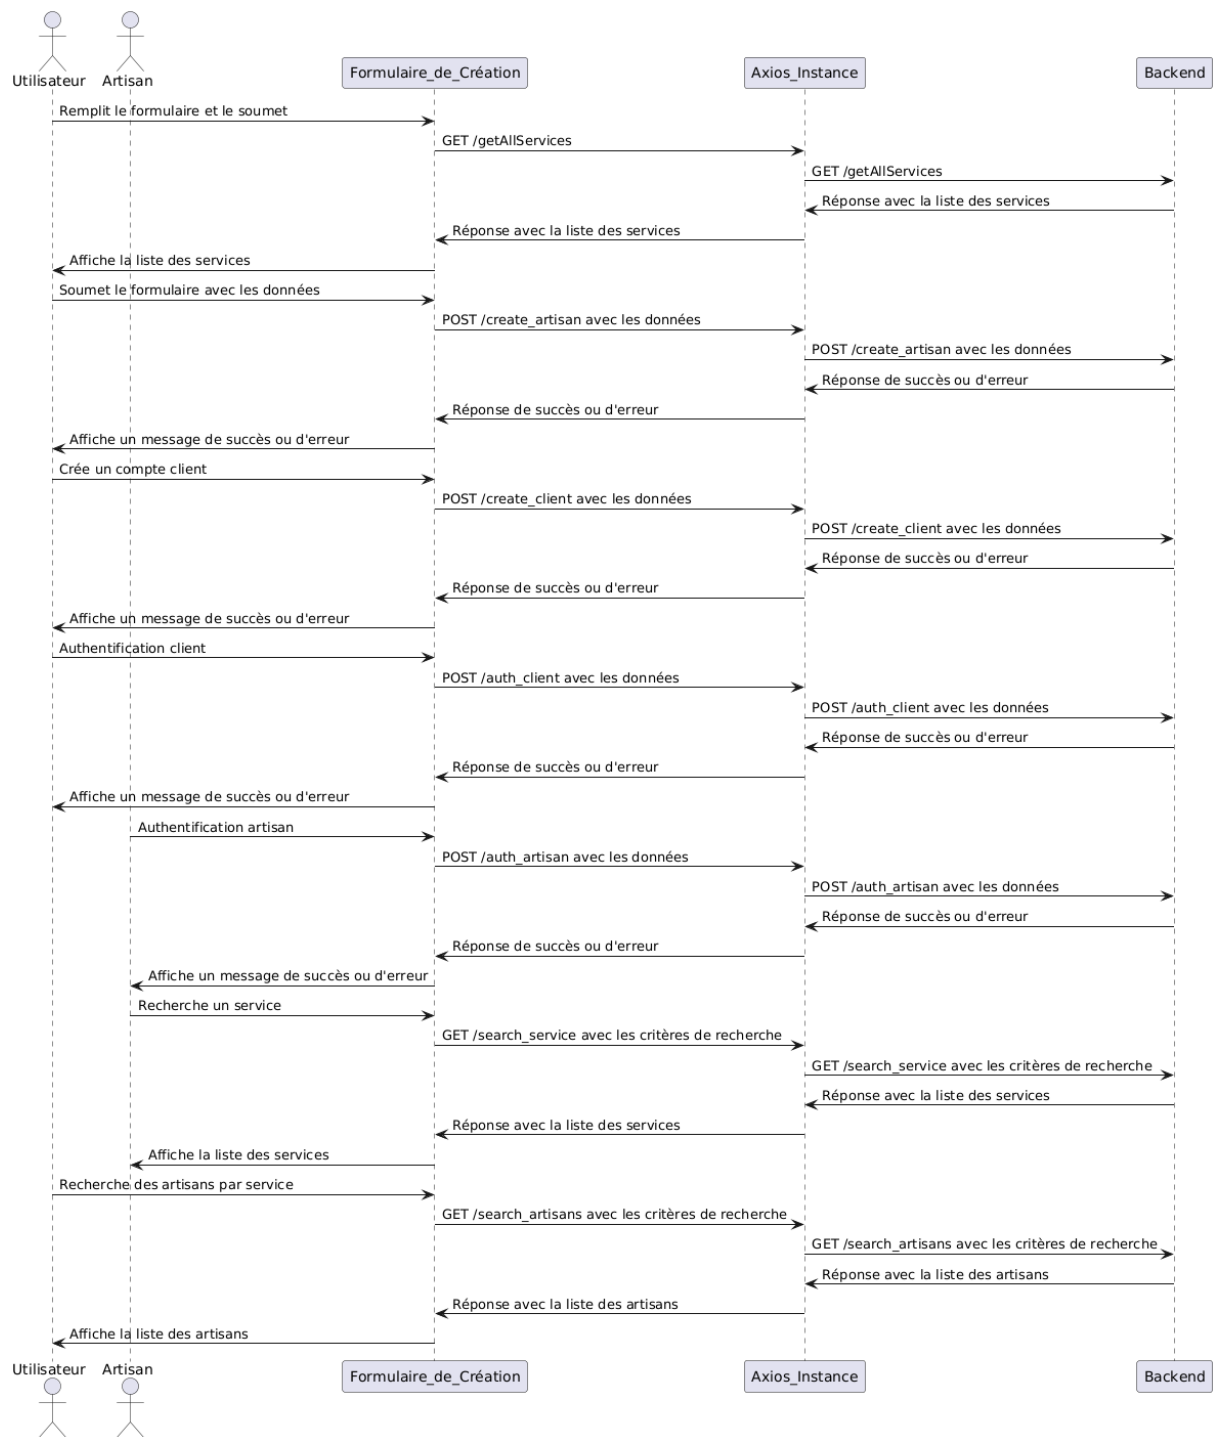 Utilisateur
Artisan
Formulaire_de_Création
Axios_Instance
Backend
Remplit le formulaire et le soumet
GET /getAllServices
GET /getAllServices
Réponse avec la liste des services
Réponse avec la liste des services
Affiche la liste des services
Soumet le formulaire avec les données
POST /create_artisan avec les données
POST /create_artisan avec les données
Réponse de succès ou d'erreur
Réponse de succès ou d'erreur
Affiche un message de succès ou d'erreur
Crée un compte client
POST /create_client avec les données
POST /create_client avec les données
Réponse de succès ou d'erreur
Réponse de succès ou d'erreur
Affiche un message de succès ou d'erreur
Authentification client
POST /auth_client avec les données
POST /auth_client avec les données
Réponse de succès ou d'erreur
Réponse de succès ou d'erreur
Affiche un message de succès ou d'erreur
Authentification artisan
POST /auth_artisan avec les données
POST /auth_artisan avec les données
Réponse de succès ou d'erreur
Réponse de succès ou d'erreur
Affiche un message de succès ou d'erreur
Recherche un service
GET /search_service avec les critères de recherche
GET /search_service avec les critères de recherche
Réponse avec la liste des services
Réponse avec la liste des services
Affiche la liste des services
Recherche des artisans par service
GET /search_artisans avec les critères de recherche
GET /search_artisans avec les critères de recherche
Réponse avec la liste des artisans
Réponse avec la liste des artisans
Affiche la liste des artisans
Utilisateur
Artisan
Formulaire_de_Création
Axios_Instance
Backend